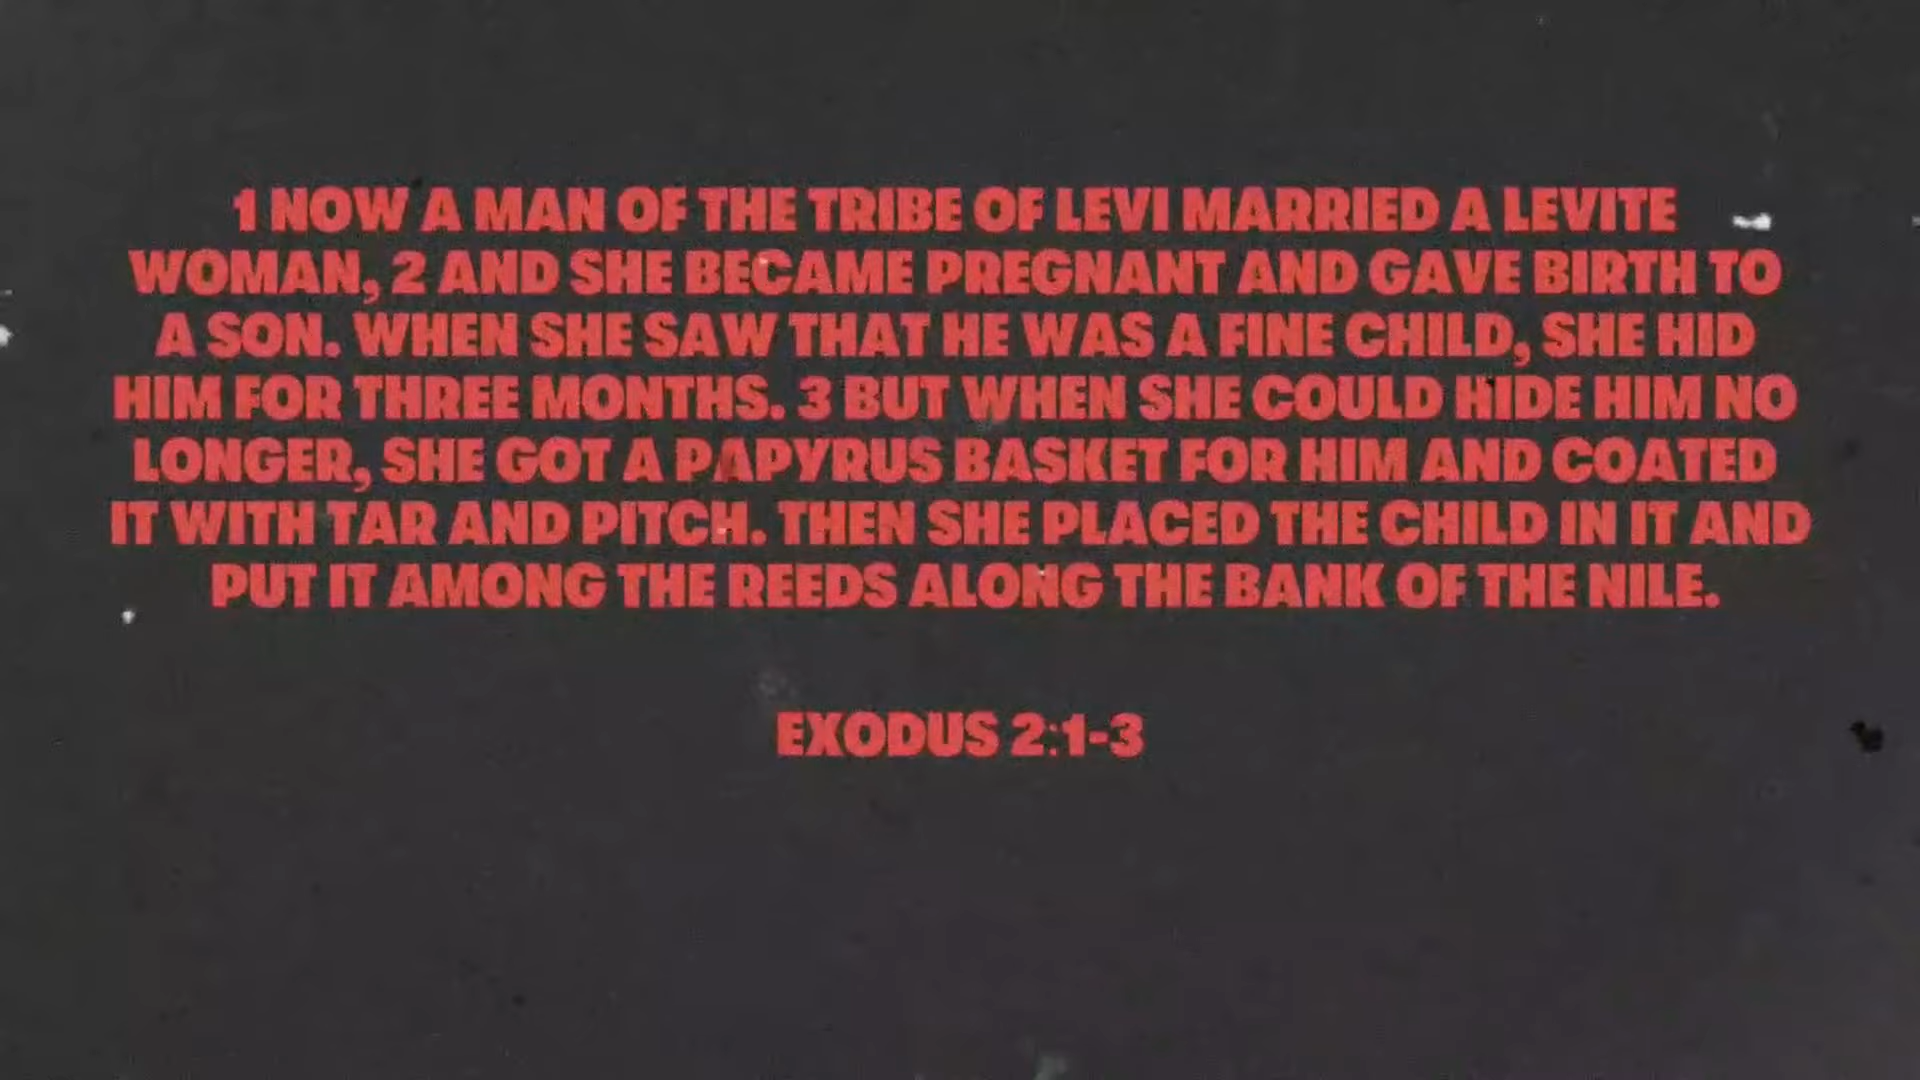 1 NOW A MAN OF THE TRIBE OF LEVI MARRIED A LEVITE
WOMAN, 2 AND SHE BECAME PREGNANT AND GAVE BIRTH TO
A SON. WHEN SHE SAW THAT HE WAS A FINE CHILD, SHE HID
HIM FOR THREE MONTHS. 3 BUT WHEN SHE COULD HIDE HIM NO
LONGER, SHE GOT A PAPYRUS BASKET FOR HIM AND COATED
IT WITH TAR AND PITCH. THEN SHE PLACED THE CHILD IN IT AND
PUT IT AMONG THE REEDS ALONG THE BANK OF THE NILE.
EXODUS 2:1-3